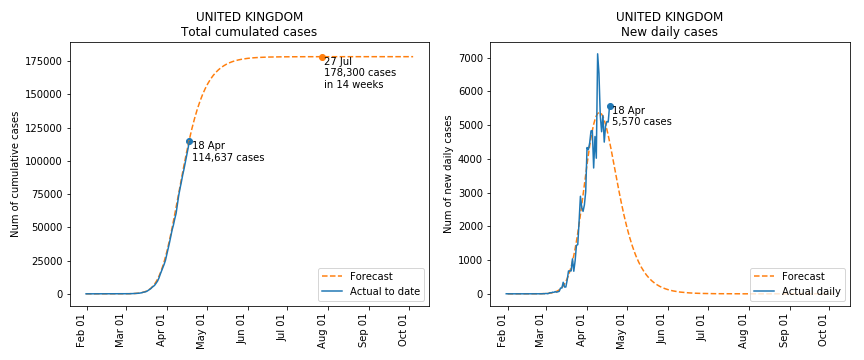 UNITED KINGDOM
Total cumulated cases
Num of cumulative cases
175000
150000
125000
100000
75000
50000
25000
0
27 Jul
178,300 cases
in 14 weeks
18 Apr
114,637 cases
Forecast
Actual to date
Feb 01
Mar 01
Apr 01
May 01
Jun 01
Jul 01
Aug 01
Sep 01
Oct 01
UNITED KINGDOM
New daily cases
Num of new daily cases
7000
6000
5000
4000
3000
2000
1000
0
18 Apr
5,570 cases
Forecast
Actual daily
Feb 01
Mar 01
Apr 01
May 01
Jun 01
Jul 01
Aug 01
Sep 01
Oct 01